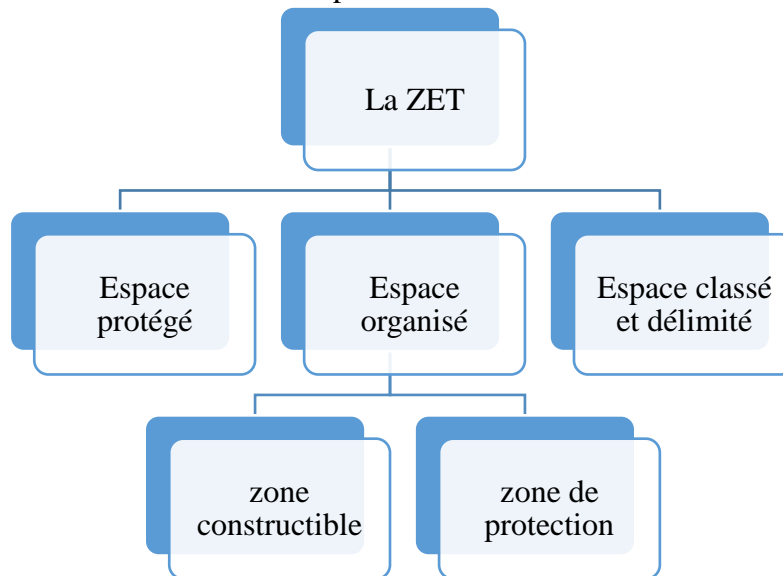 La ZET
Espace
protégé
Espace
organisé
Espace classé
et délimité
zone
constructible
zone de
protection